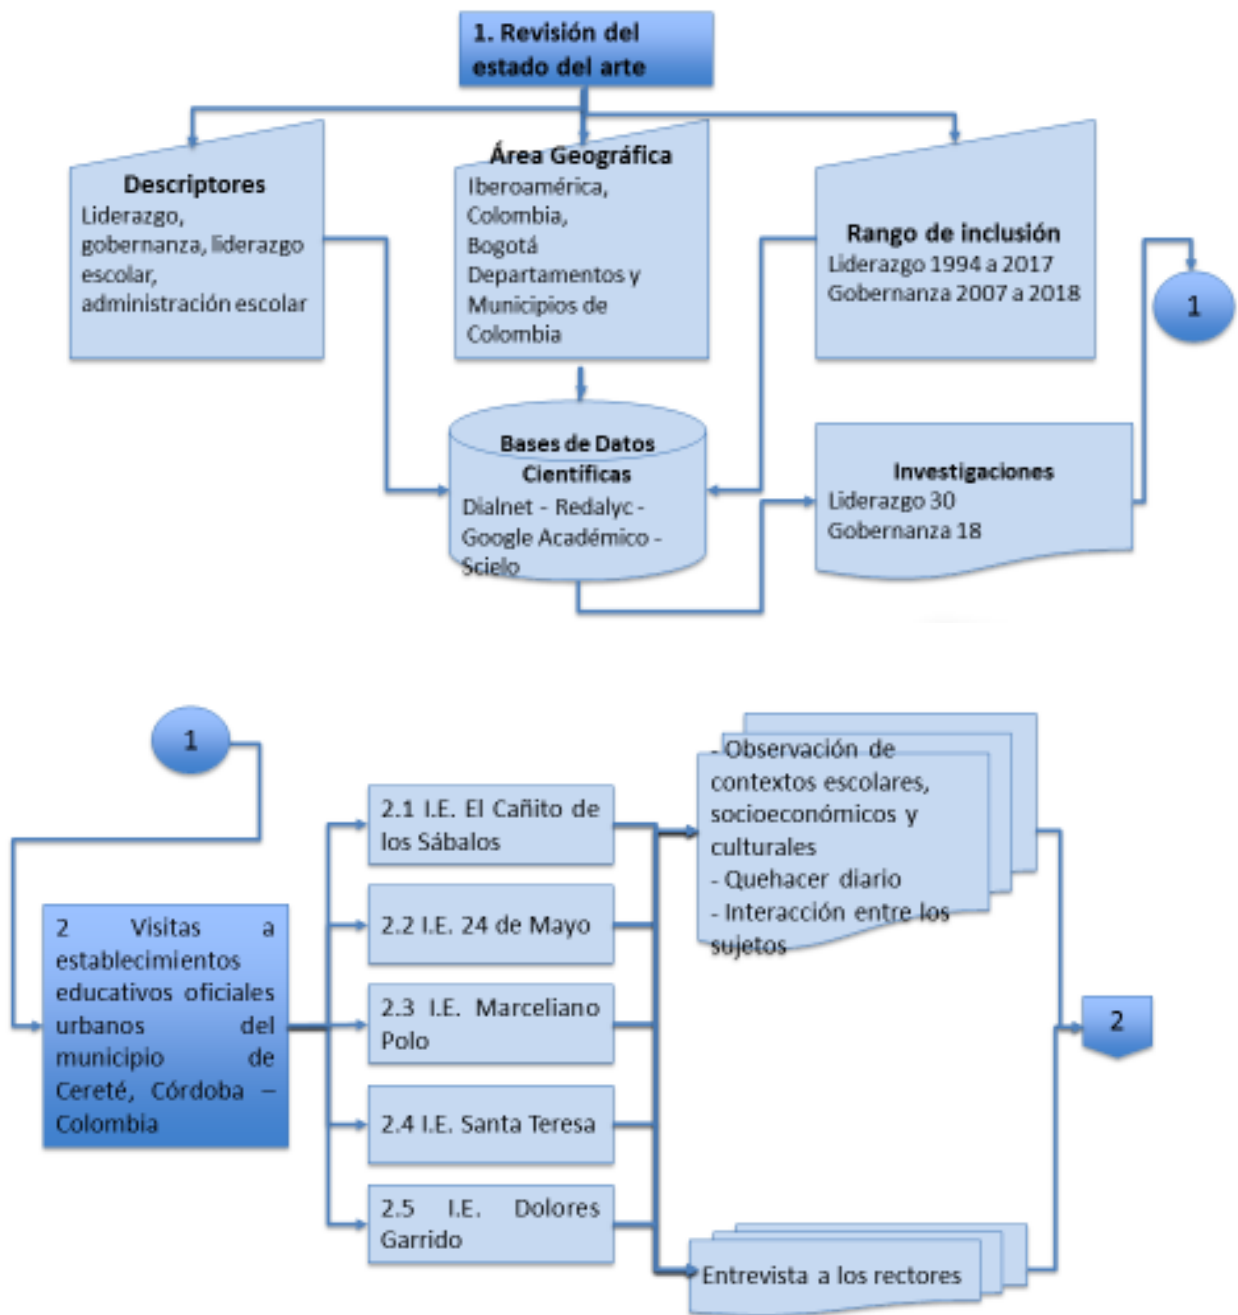 1. Revisión del
estado del arte
Descriptores
Liderazgo,
gobernanza, liderazgo
escolar,
administración escolar
Área Geográfica
Iberoamérica,
Colombia,
Bogotá
Departamentos y
Municipios de
Colombia
Rango de inclusión
Liderazgo 1994 a 2017
Gobernanza 2007 a 2018
1
Bases de Datos
Científicas
Dialnet - Redalyc -
Google Académico -
Scielo
Investigaciones
Liderazgo 30
Gobernanza 18
1
2 Visitas a
establecimientos
educativos oficiales
urbanos del
municipio de
Cereté, Córdoba –
Colombia
2.1 I.E. El Cañito de
los Sábalos
2.2 I.E. 24 de Mayo
2.3 I.E. Marceliano
Polo
2.4 I.E. Santa Teresa
2.5 I.E. Dolores
Garrido
- Observación de
contextos escolares,
socioeconómicos y
culturales
- Quehacer diario
- Interacción entre los
sujetos
Entrevista a los rectores
2